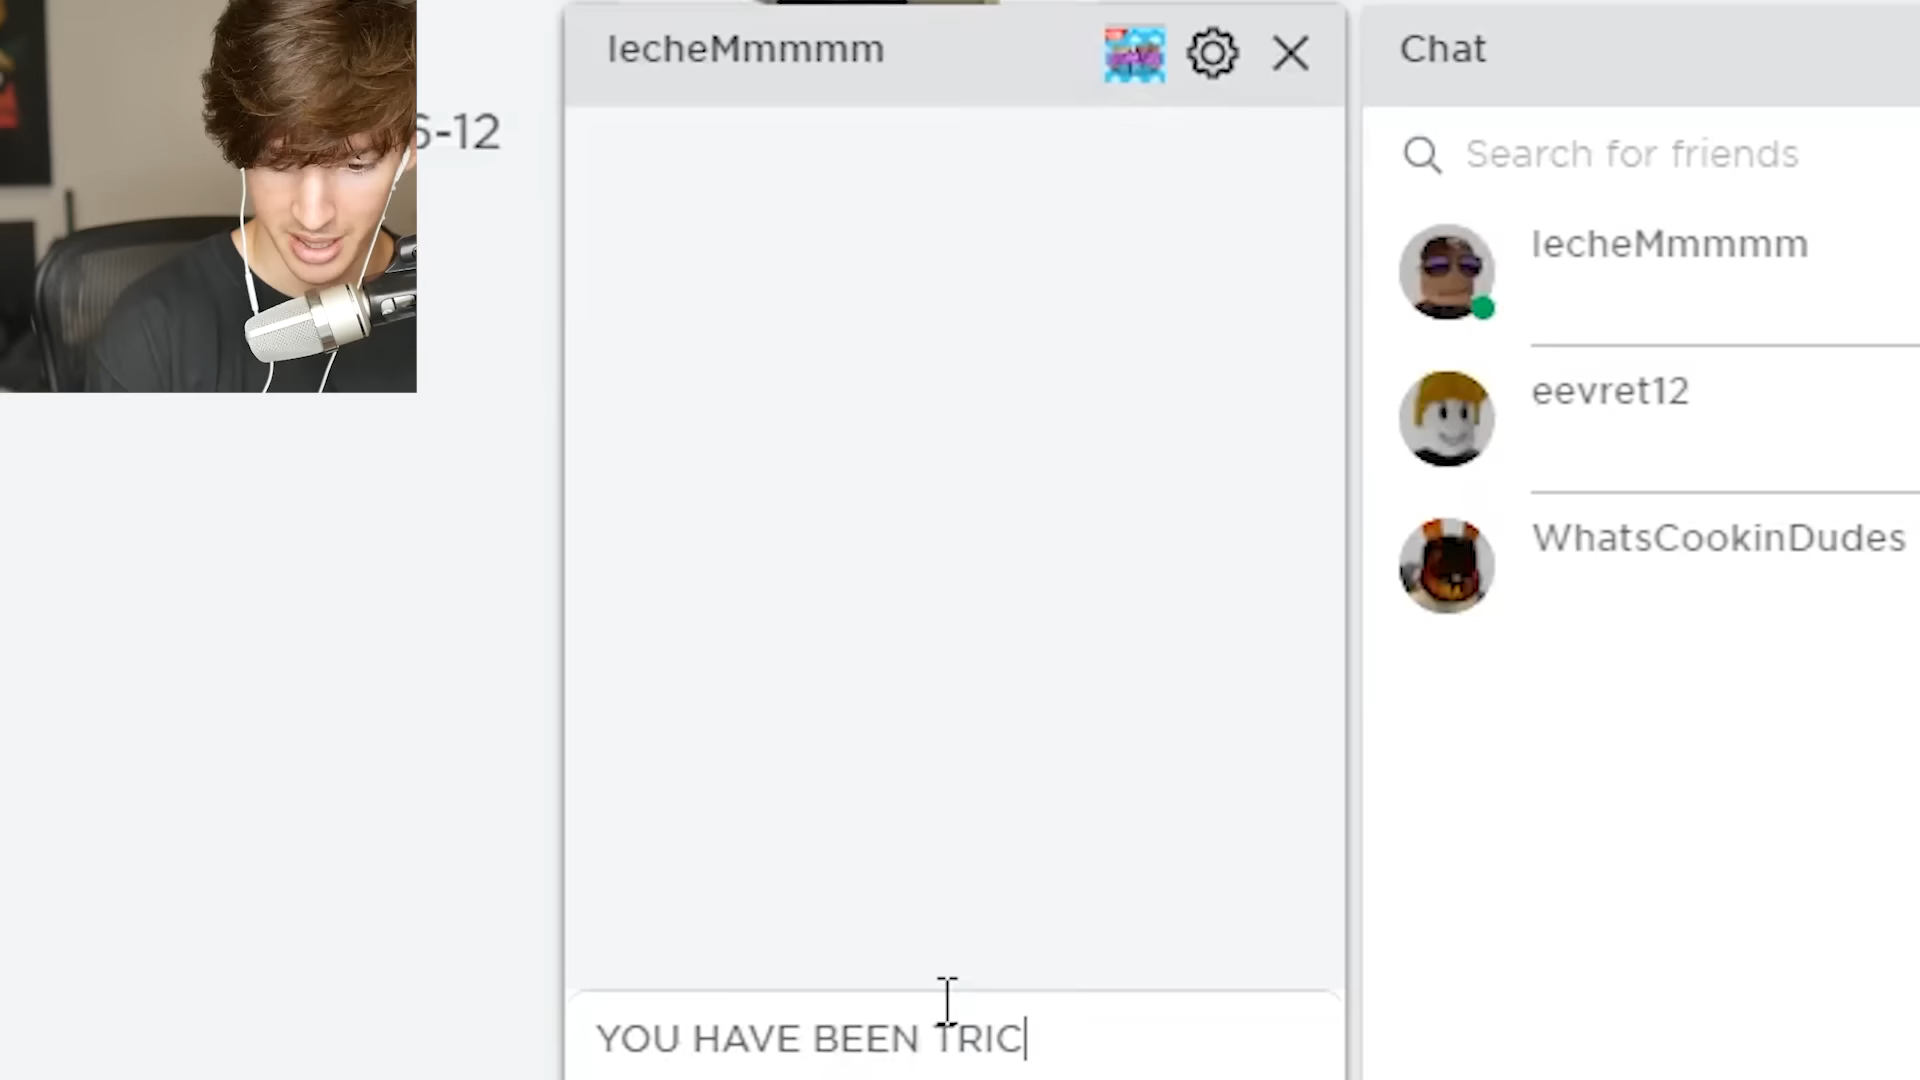 lecheMmmmm
Chat
6-12
Search for friends
lecheMmmmm
eevret12
WhatsCookinDudes
YOU HAVE BEEN TRIC